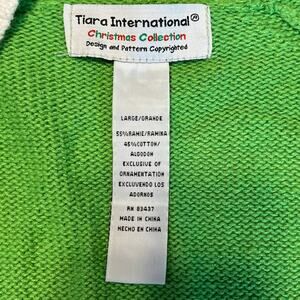 Tiara International®
Christmas Collection
Design and Pattern Copyrighted
LARGE/GRANDE
55%RAMIE/RAMINA
45%COTTON/
ALGODON
EXCLUSIVE OF
ORNAMENTATION
EXCLUVENDO LOS
ADORNOS
RN 83437
MADE IN CHINA
HECHO EN CHINA